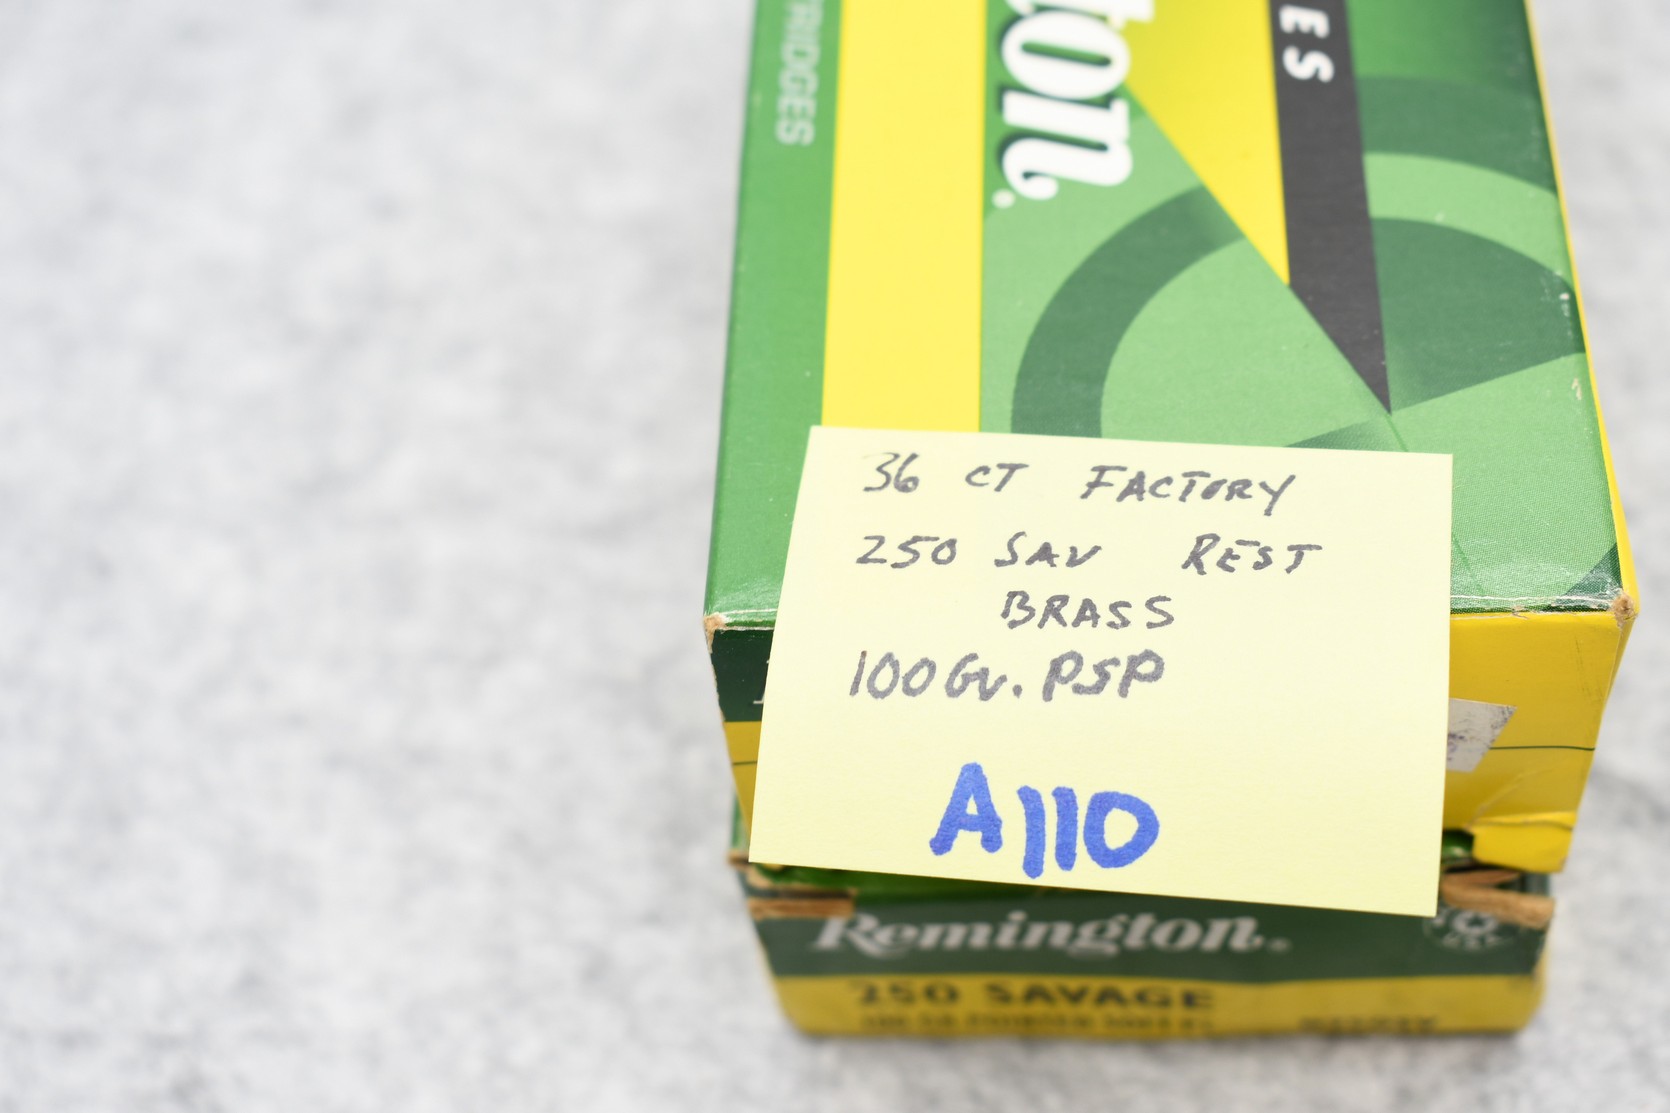 RIDGES
ton
ES
36 CT FACTORY
250 SAV REST
BRASS
100Gr. PSP
A110
Remington
250 SAVAGE